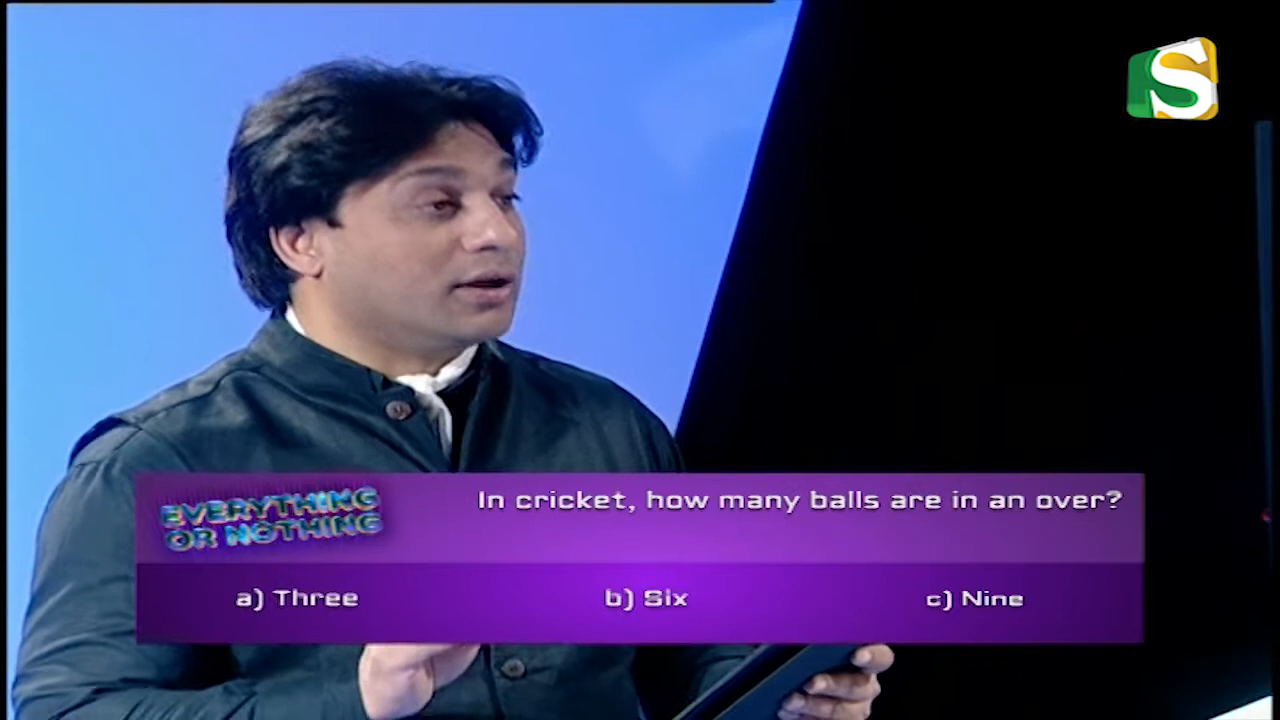 S
EVERYTHING
OR NOTHING
In cricket, how many balls are in an over?
a) Three b) Six c) Nine